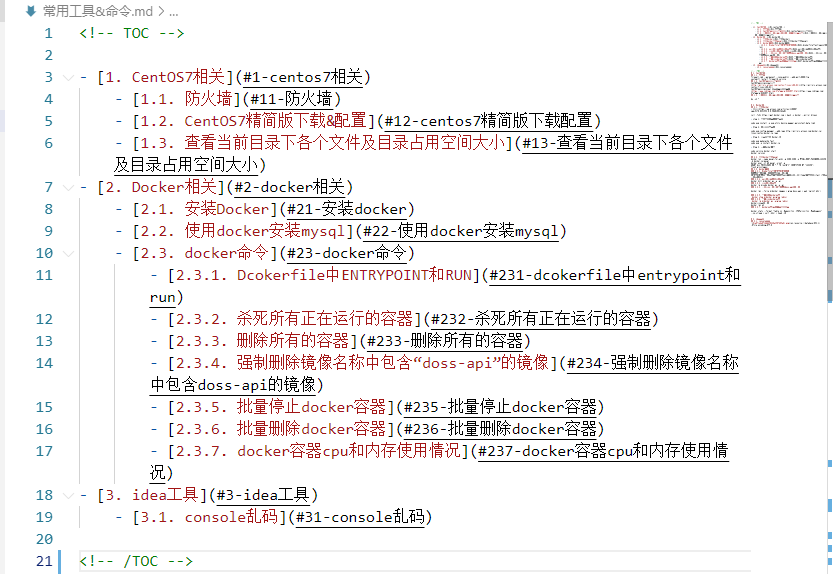 常用工具&命令.md > ...
1 <!-- TOC -->
2
3 - [1. CentOS7相关](#1-centos7相关)
4 - [1.1. 防火墙](#11-防火墙)
5 - [1.2. CentOS7精简版下载&配置](#12-centos7精简版下载配置)
6 - [1.3. 查看当前目录下各个文件及目录占用空间大小](#13-查看当前目录下各个文件
及目录占用空间大小)
7 - [2. Docker相关](#2-docker相关)
8 - [2.1. 安装Docker](#21-安装docker)
9 - [2.2. 使用docker安装mysql](#22-使用docker安装mysql)
10 - [2.3. docker命令](#23-docker命令)
11 - [2.3.1. Dcokerfile中ENTRYPOINT和RUN](#231-dcokerfile中entrypoint和
run)
12 - [2.3.2. 杀死所有正在运行的容器](#232-杀死所有正在运行的容器)
13 - [2.3.3. 删除所有的容器](#233-删除所有的容器)
14 - [2.3.4. 强制删除镜像名称中包含“doss-api”的镜像](#234-强制删除镜像名称
中包含doss-api的镜像)
15 - [2.3.5. 批量停止docker容器](#235-批量停止docker容器)
16 - [2.3.6. 批量删除docker容器](#236-批量删除docker容器)
17 - [2.3.7. docker容器cpu和内存使用情况](#237-docker容器cpu和内存使用情
况)
18 - [3. idea工具](#3-idea工具)
19 - [3.1. console乱码](#31-console乱码)
20
21 <!-- /TOC -->